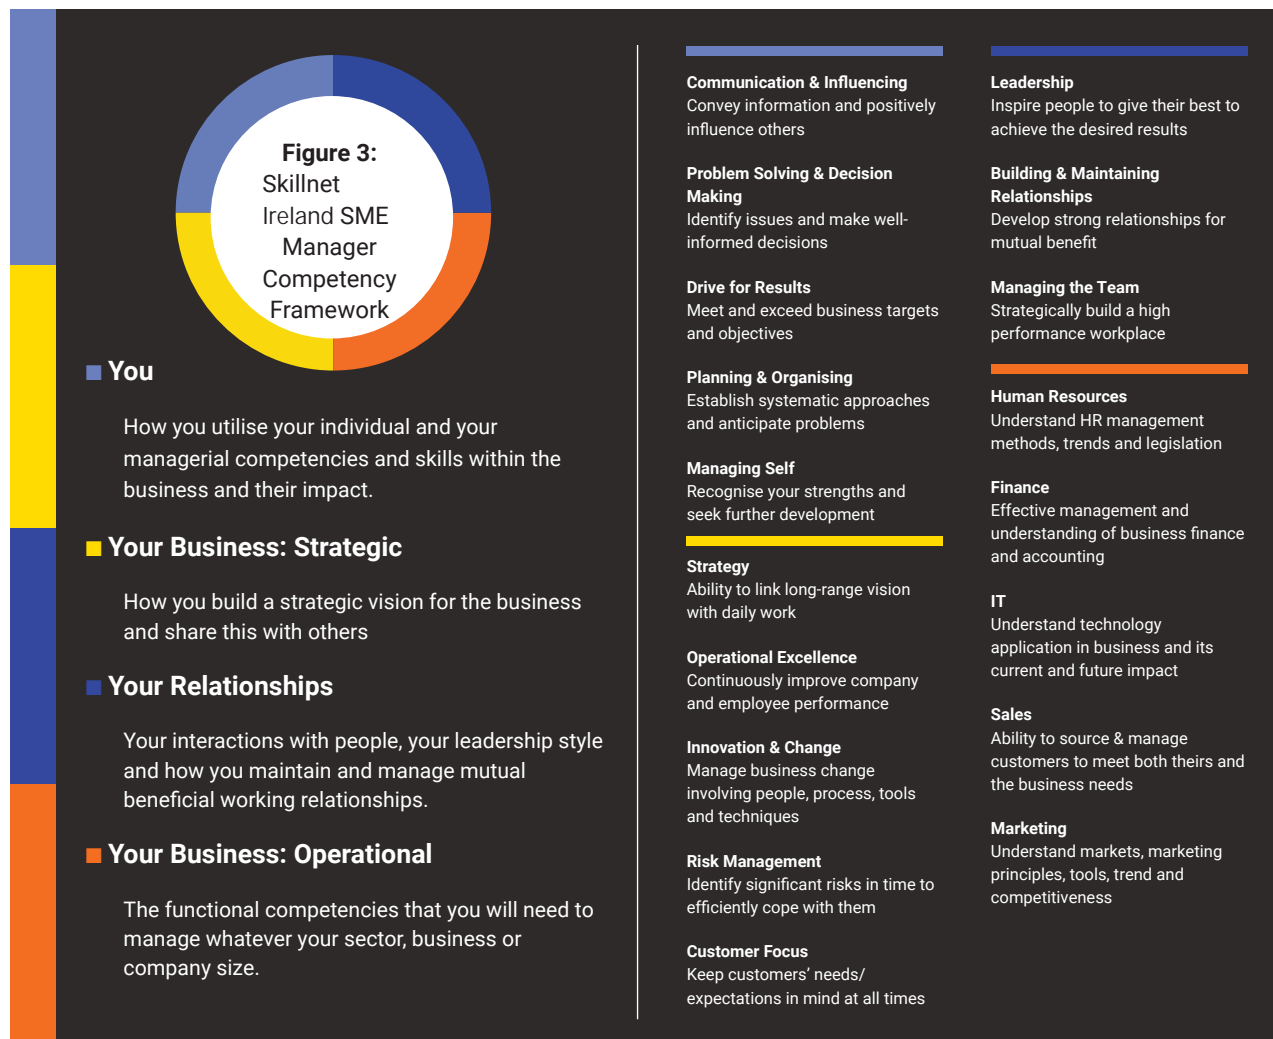 Figure 3:
Skillnet
Ireland SME
Manager
Competency
Framework
You
How you utilise your individual and your
managerial competencies and skills within the
business and their impact.
Your Business: Strategic
How you build a strategic vision for the business
and share this with others
Your Relationships
Your interactions with people, your leadership style
and how you maintain and manage mutual
beneficial working relationships.
Your Business: Operational
The functional competencies that you will need to
manage whatever your sector, business or
company size.
Communication & Influencing
Convey information and positively
influence others
Problem Solving & Decision
Making
Identify issues and make well-
informed decisions
Drive for Results
Meet and exceed business targets
and objectives
Planning & Organising
Establish systematic approaches
and anticipate problems
Managing Self
Recognise your strengths and
seek further development
Strategy
Ability to link long-range vision
with daily work
Operational Excellence
Continuously improve company
and employee performance
Innovation & Change
Manage business change
involving people, process, tools
and techniques
Risk Management
Identify significant risks in time to
efficiently cope with them
Customer Focus
Keep customers’ needs/
expectations in mind at all times
Leadership
Inspire people to give their best to
achieve the desired results
Building & Maintaining
Relationships
Develop strong relationships for
mutual benefit
Managing the Team
Strategically build a high
performance workplace
Human Resources
Understand HR management
methods, trends and legislation
Finance
Effective management and
understanding of business finance
and accounting
IT
Understand technology
application in business and its
current and future impact
Sales
Ability to source & manage
customers to meet both theirs and
the business needs
Marketing
Understand markets, marketing
principles, tools, trend and
competitiveness